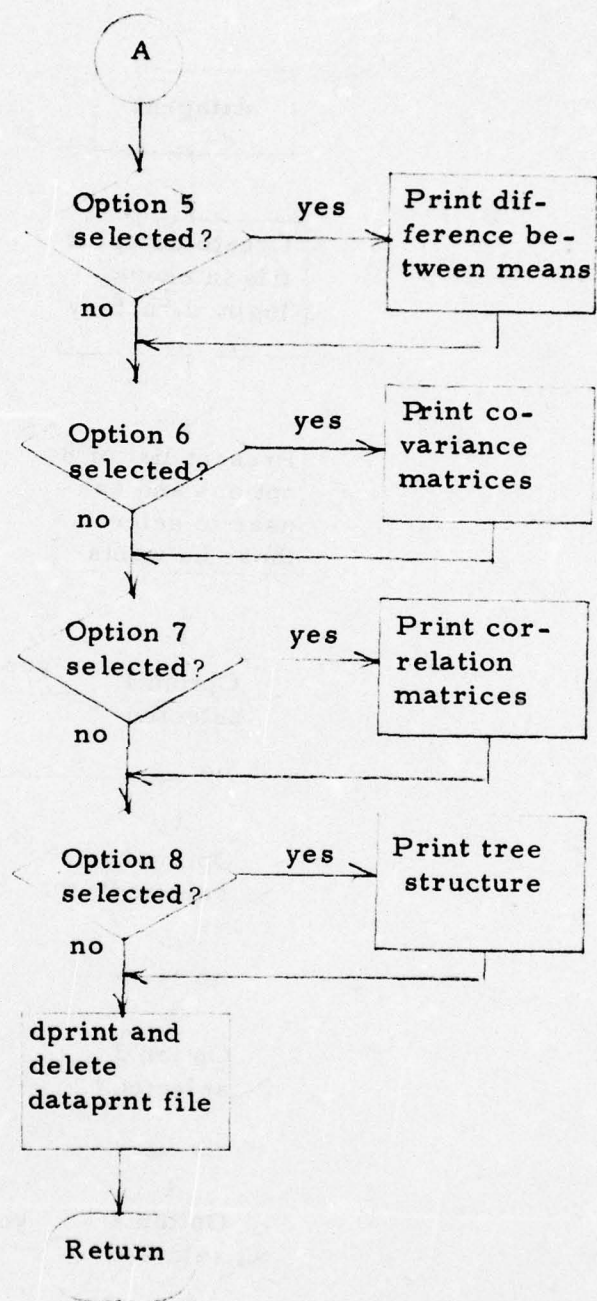 A
Option 5
selected?
yes
Print dif-
ference be-
tween means
no
Option 6
selected?
yes
Print co-
variance
matrices
no
Option 7
selected?
yes
Print cor-
relation
matrices
no
Option 8
selected?
yes
Print tree
structure
no
dprint and
delete
dataprnt file
Return